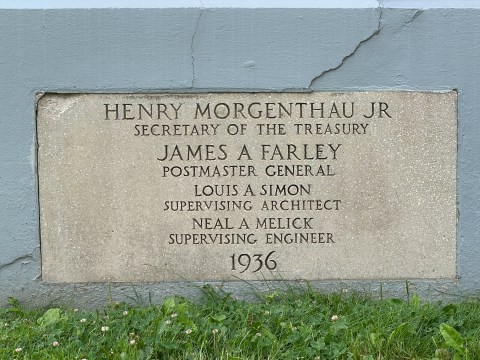 HENRY MORGENTHAU JR
SECRETARY OF THE TREASURY
JAMES A FARLEY
POSTMASTER GENERAL
LOUIS A SIMON
SUPERVISING ARCHITECT
NEAL A MELICK
SUPERVISING ENGINEER
1936